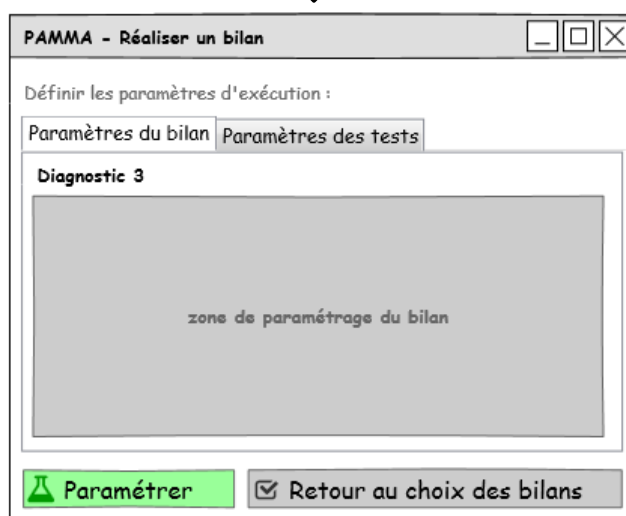 PAMMA - Réaliser un bilan
Définir les paramètres d'exécution :
Paramètres du bilan Paramètres des tests
Diagnostic 3
zone de paramétrage du bilan
Paramétrer Retour au choix des bilans